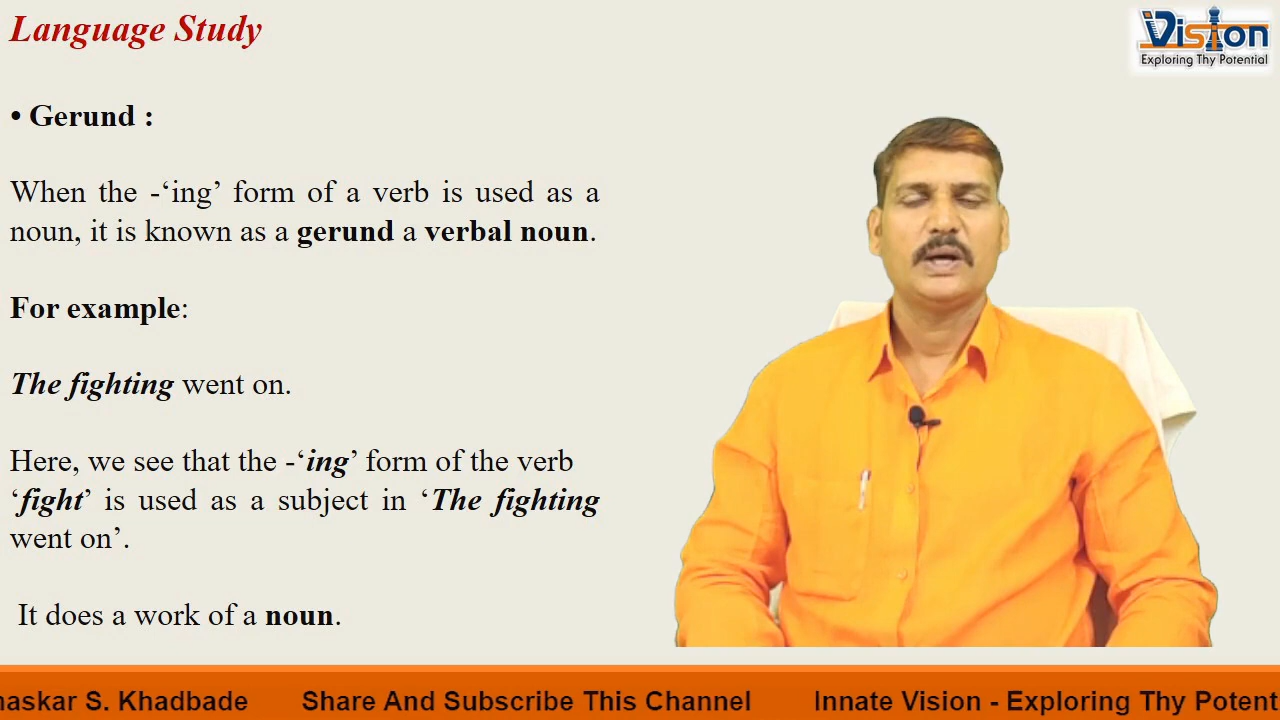 Language Study
Vision
Exploring Thy Potential
• Gerund :
When the -‘ing’ form of a verb is used as a
noun, it is known as a gerund a verbal noun.
For example:
The fighting went on.
Here, we see that the -‘ing’ form of the verb
‘fight’ is used as a subject in ‘The fighting
went on’.
It does a work of a noun.
haskar S. Khadbade Share And Subscribe This Channel Innate Vision - Exploring Thy Potent